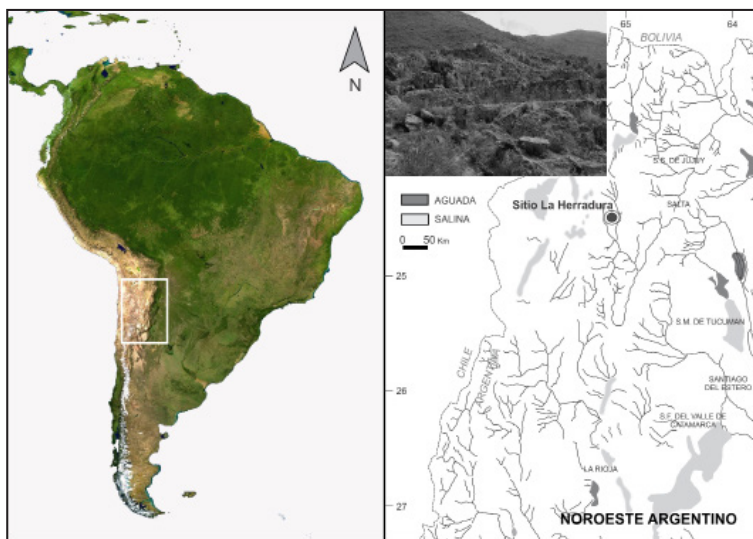 N
65
64
BOLIVIA
S.S. DE JUJUY
AGUADA
SALINA
Sitio La Herradura
SALTA
0 50 Km
25
S.M. DE TUCUMAN
CHILE
ARGENTINA
SANTIAGO
DEL ESTERO
26
S.F. DEL VALLE DE
CATAMARCA
LA RIOJA
27
NOROESTE ARGENTINO